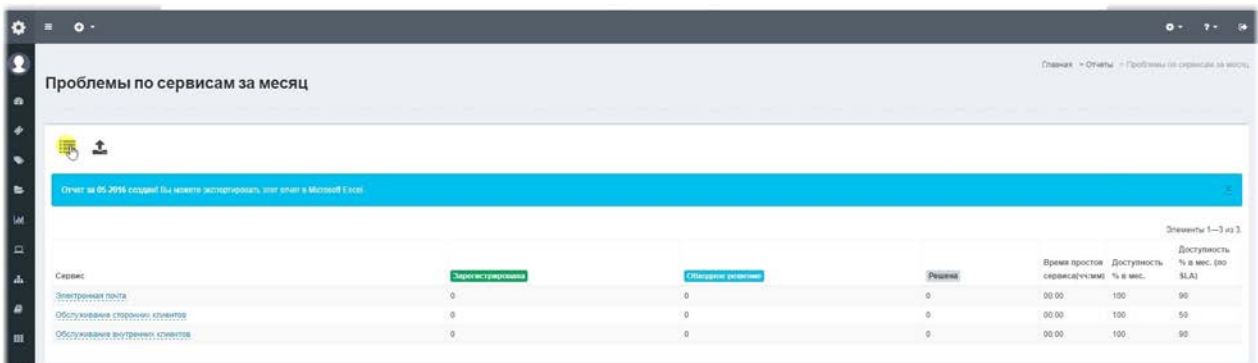 Главная > Отчеты > Проблемы по сервисам за месяц
Проблемы по сервисам за месяц
Отчет за 05-2016 создан! Вы можете экспортировать этот отчет в Microsoft Excel
x
Элементы 1—3 из 3.
Сервис Зарегистрирована Обходное решение Решена Время простоя сервиса(чч:мм) Доступность % в мес. Доступность % в мес. (по SLA)
Электронная почта 0 0 0 00:00 100 90
Обслуживание сторонних клиентов 0 0 0 00:00 100 50
Обслуживание внутренних клиентов 0 0 0 00:00 100 90